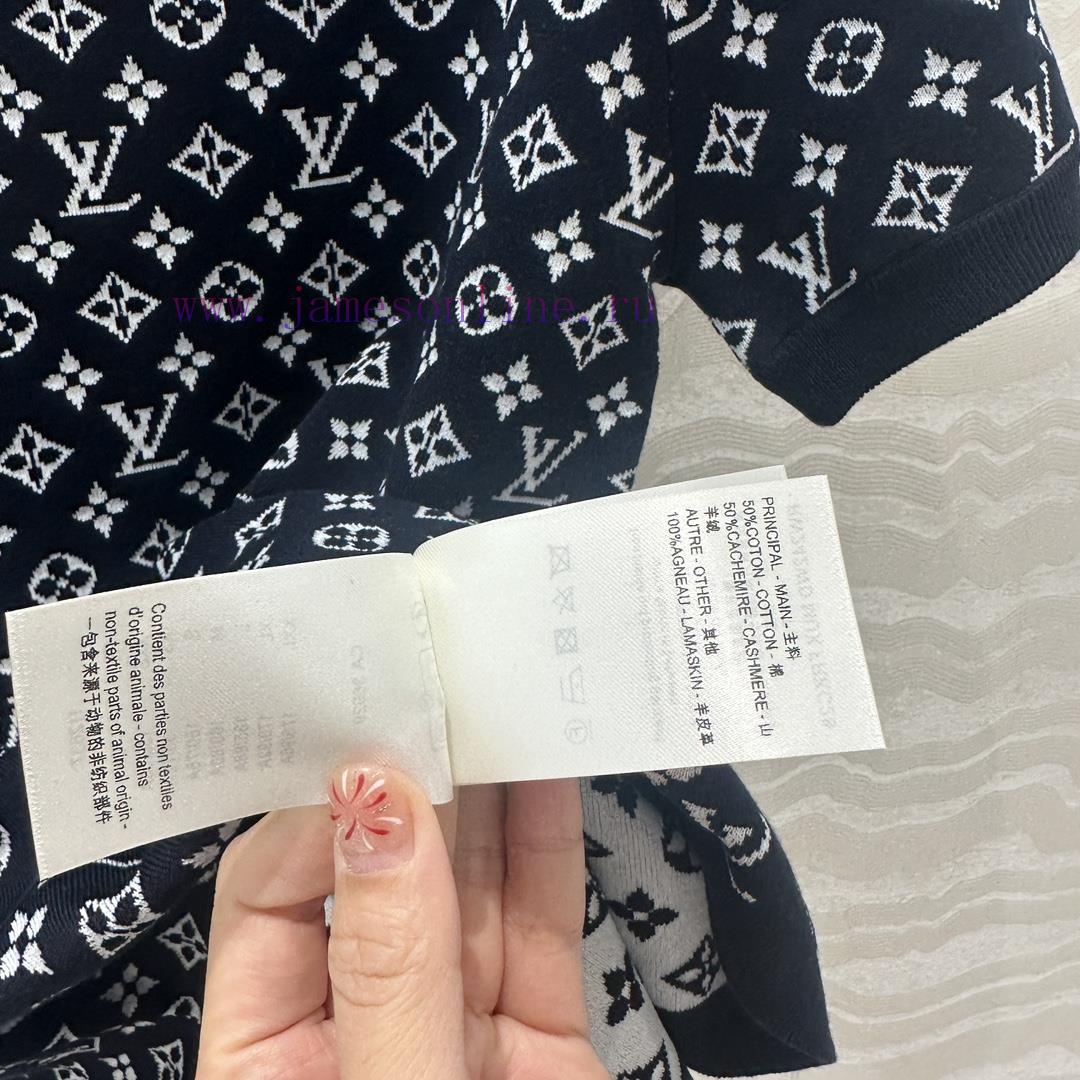 www.jamesonline.ru
PRINCIPAL - MAIN - 主料
50%COTON - COTTON - 棉
50%CACHEMIRE - CASHMERE - 山
羊绒
AUTRE - OTHER - 其他
100%AGNEAU - LAMASKIN - 羊皮革
Contient des parties non textiles
d'origine animale - contains
non-textile parts of animal origin -
一包含来源于动物的非纺织部件